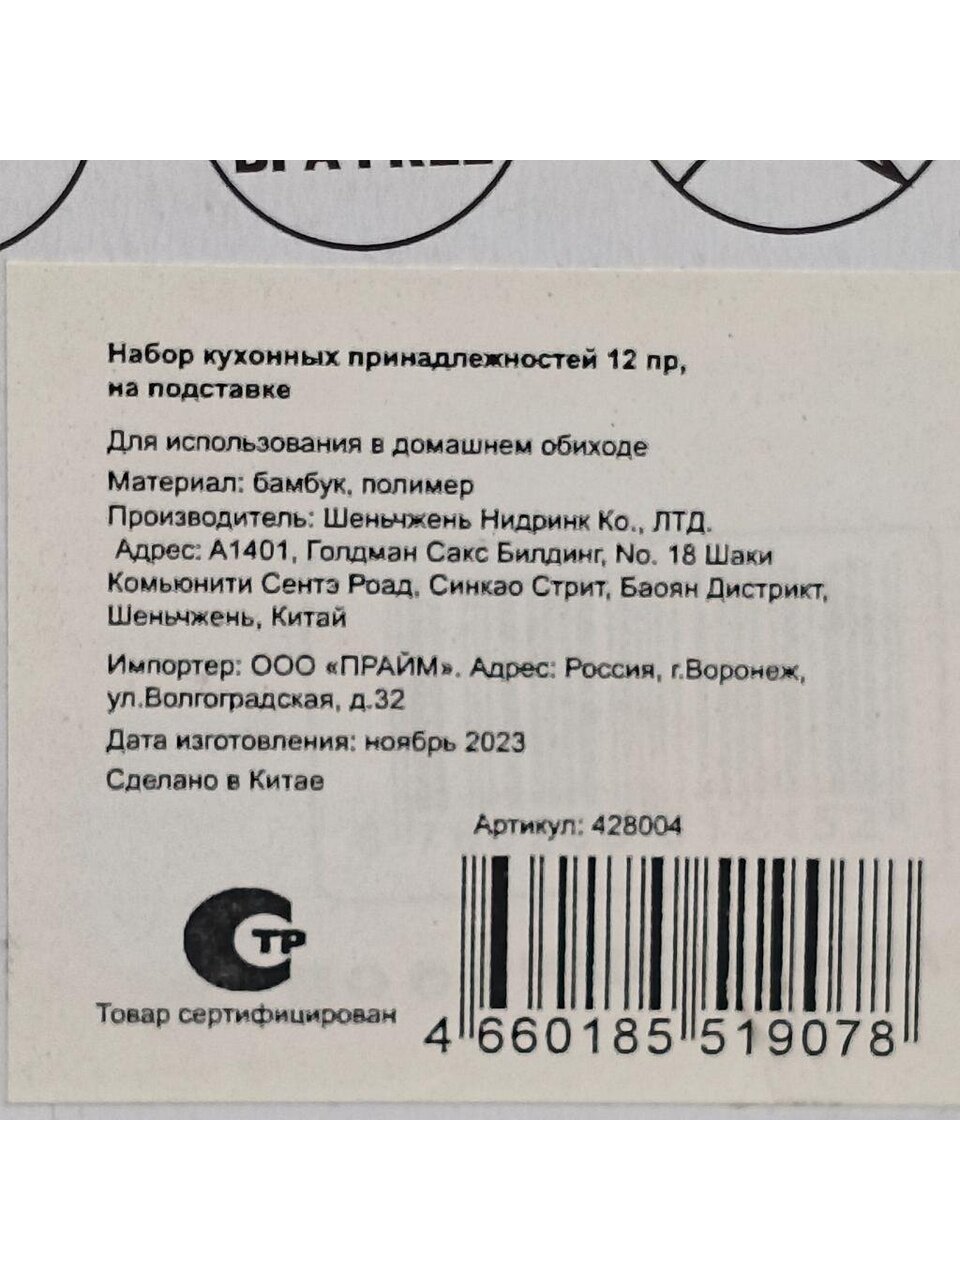 BPA FREE
Набор кухонных принадлежностей 12 пр,
на подставке
Для использования в домашнем обиходе
Материал: бамбук, полимер
Производитель: Шеньчжень Нидринк Ко., ЛТД.
Адрес: А1401, Голдман Сакс Билдинг, No. 18 Шаки
Комьюнити Сентэ Роад, Синкао Стрит, Баоян Дистрикт,
Шеньчжень, Китай
Импортер: ООО «ПРАЙМ». Адрес: Россия, г.Воронеж,
ул.Волгоградская, д.32
Дата изготовления: ноябрь 2023
Сделано в Китае
Артикул: 428004
СТР
Товар сертифицирован
4 660185 519078